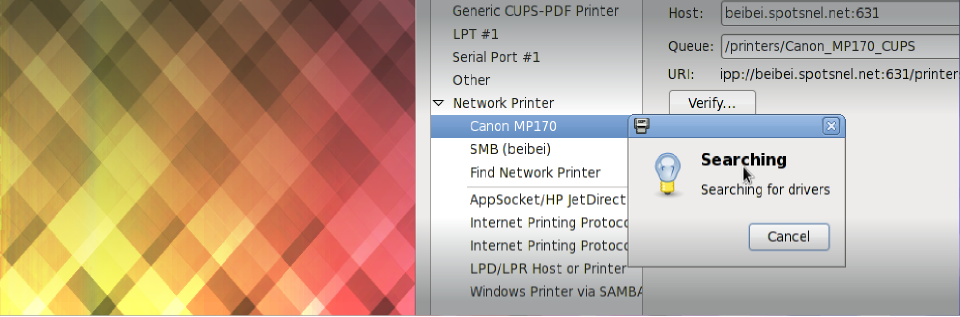 Generic CUPS-PDF Printer
LPT #1
Serial Port #1
Other
Network Printer
Canon MP170
SMB (beibei)
Find Network Printer
AppSocket/HP JetDirect
Internet Printing Protoc
Internet Printing Protoc
LPD/LPR Host or Printer
Windows Printer via SAMBA
Host: beibei.spotsnel.net:631
Queue: /printers/Canon_MP170_CUPS
URI: ipp://beibei.spotsnel.net:631/printer
Verify...
Searching
Searching for drivers
Cancel